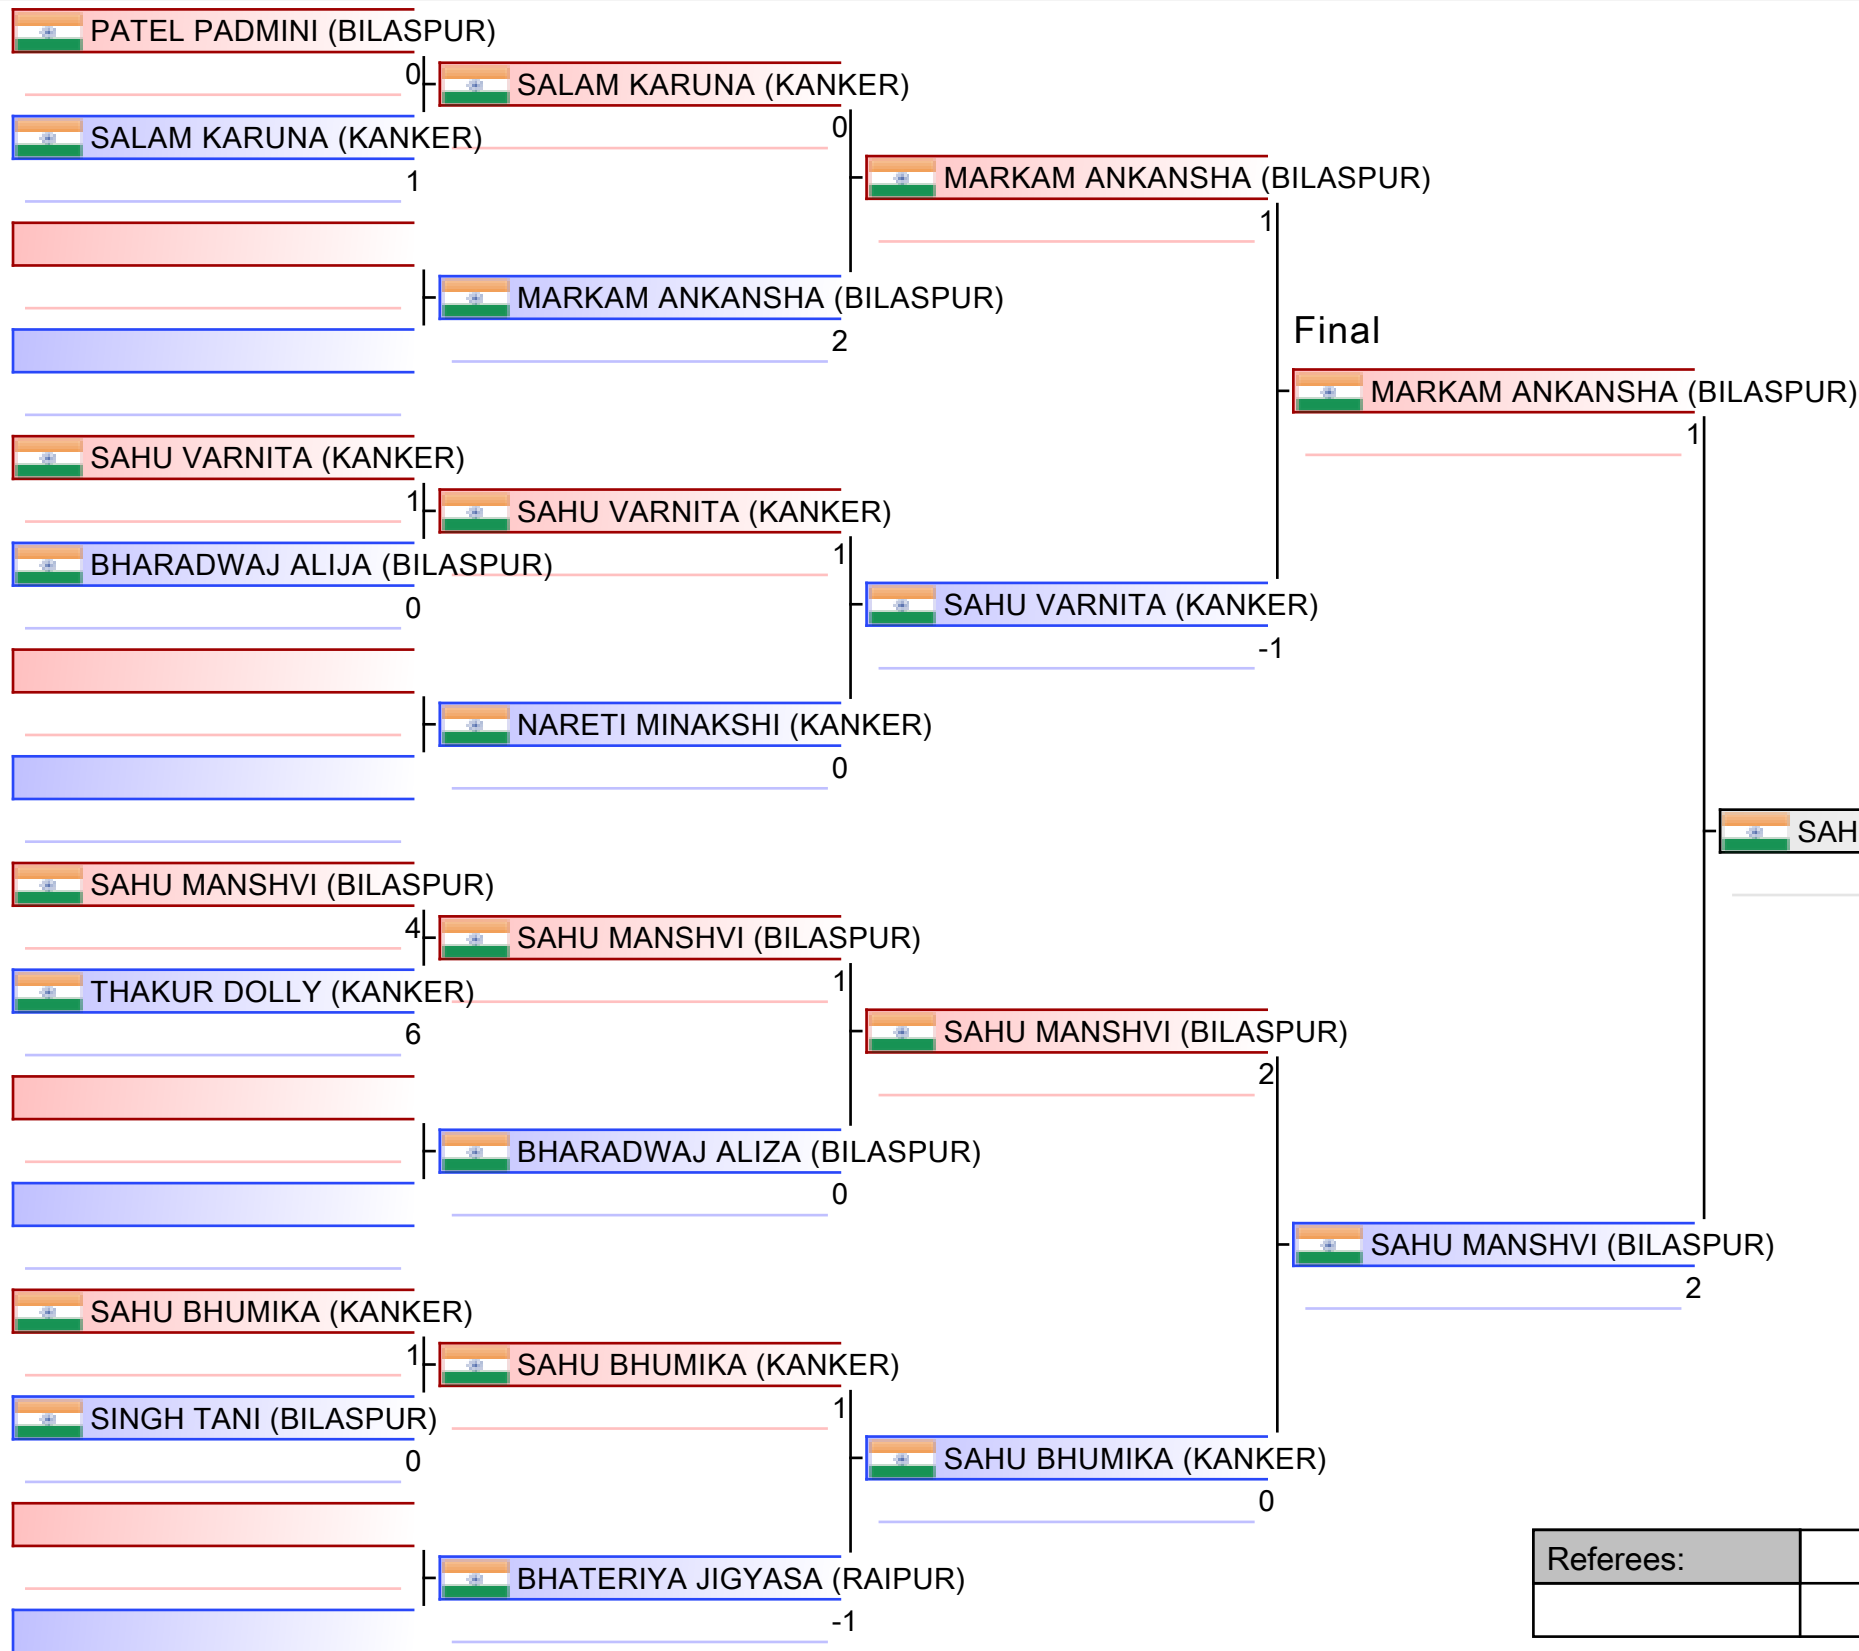 PATEL PADMINI (BILASPUR)
0
SALAM KARUNA (KANKER)
1
SAHU VARNITA (KANKER)
1
BHARADWAJ ALIJA (BILASPUR)
0
SAHU MANSHVI (BILASPUR)
4
THAKUR DOLLY (KANKER)
6
SAHU BHUMIKA (KANKER)
1
SINGH TANI (BILASPUR)
0
SALAM KARUNA (KANKER)
0
MARKAM ANKANSHA (BILASPUR)
2
SAHU VARNITA (KANKER)
1
NARETI MINAKSHI (KANKER)
0
SAHU MANSHVI (BILASPUR)
1
BHARADWAJ ALIZA (BILASPUR)
0
SAHU BHUMIKA (KANKER)
1
BHATERIYA JIGYASA (RAIPUR)
-1
MARKAM ANKANSHA (BILASPUR)
1
SAHU VARNITA (KANKER)
-1
SAHU MANSHVI (BILASPUR)
2
SAHU BHUMIKA (KANKER)
0
Final
MARKAM ANKANSHA (BILASPUR)
1
SAHU MANSHVI (BILASPUR)
2
SAH
Referees: